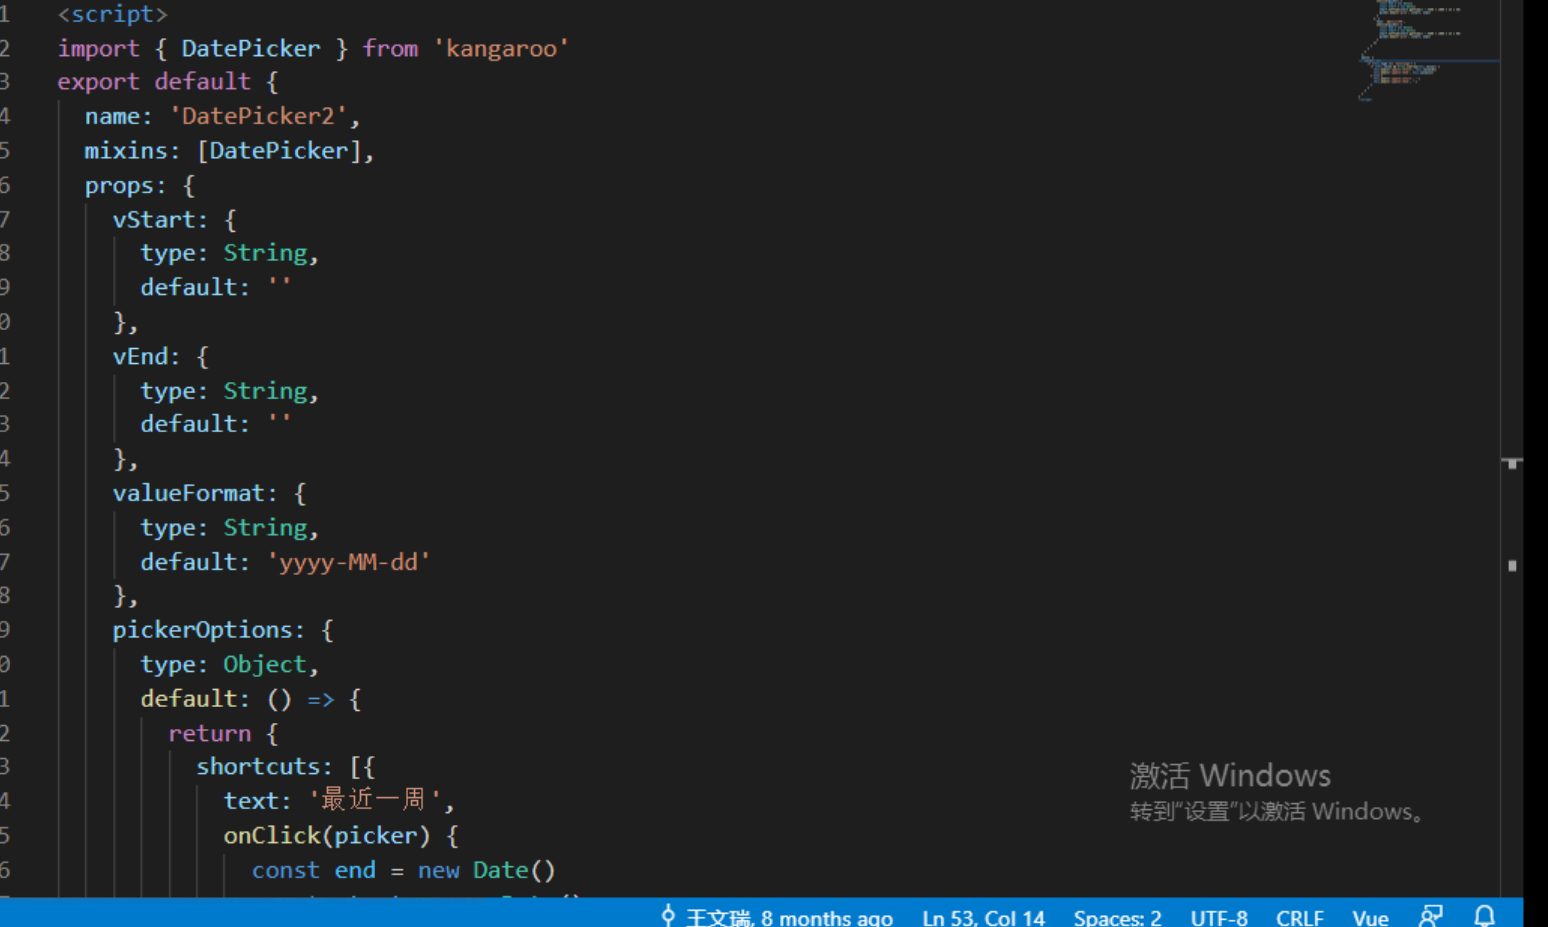 1 <script>
2 import { DatePicker } from 'kangaroo'
3 export default {
4 name: 'DatePicker2',
5 mixins: [DatePicker],
6 props: {
7 vStart: {
8 type: String,
9 default: ''
0 },
1 vEnd: {
2 type: String,
3 default: ''
4 },
5 valueFormat: {
6 type: String,
7 default: 'yyyy-MM-dd'
8 },
9 pickerOptions: {
0 type: Object,
1 default: () => {
2 return {
3 shortcuts: [{
4 text: '最近一周',
5 onClick(picker) {
6 const end = new Date()
激活 Windows
转到“设置”以激活 Windows。
王文瑞, 8 months ago Ln 53, Col 14 Spaces: 2 UTF-8 CRLF Vue